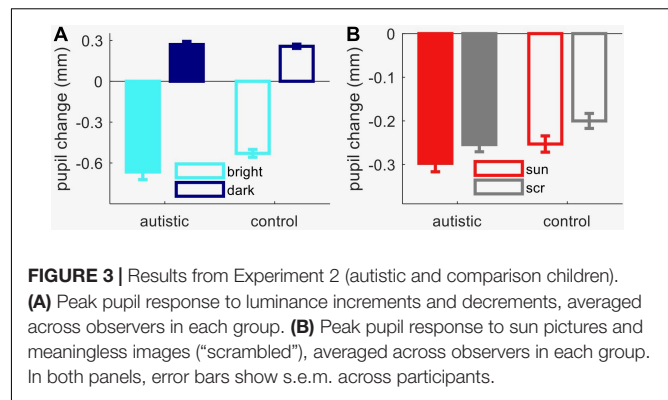 A
B
0.3
0
-0.3
-0.6
pupil change (mm)
bright
dark
autistic
control
0
-0.1
-0.2
-0.3
pupil change (mm)
sun
scr
autistic
control
FIGURE 3 | Results from Experiment 2 (autistic and comparison children).
(A) Peak pupil response to luminance increments and decrements, averaged
across observers in each group. (B) Peak pupil response to sun pictures and
meaningless images (“scrambled”), averaged across observers in each group.
In both panels, error bars show s.e.m. across participants.